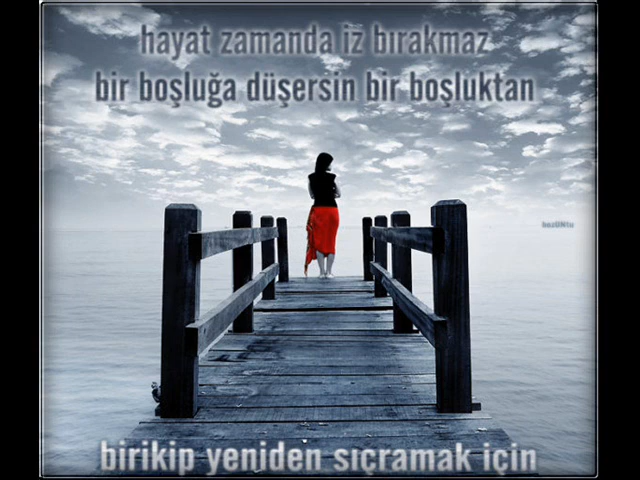 hayat zamanda iz bırakmaz
bir boşluğa düşersin bir boşluktan
birikip yeniden sıçramak için